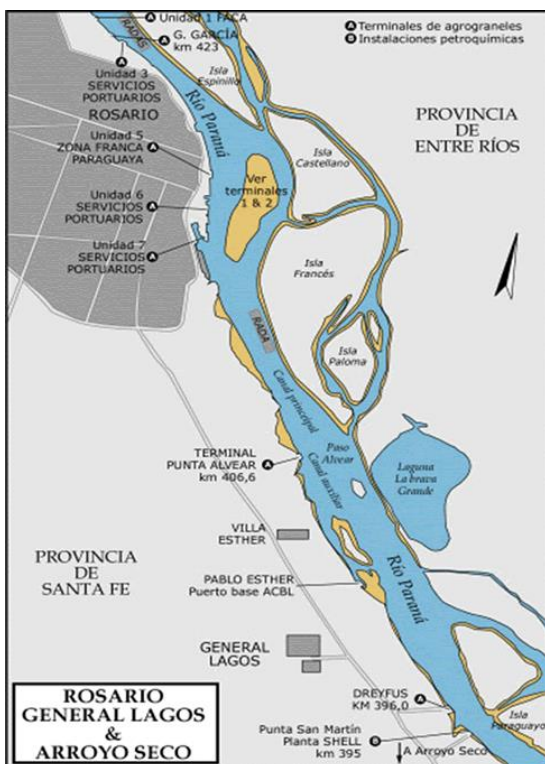 Unidad 1 FACA
A Terminales de agrograneles
B Instalaciones petroquímicas
RADAS
A
A
G. GARCÍA
km 423
Isla
Espinillo
A
Unidad 3
SERVICIOS
PORTUARIOS
ROSARIO
Río Paraná
PROVINCIA
DE
ENTRE RÍOS
Unidad 5
ZONA FRANCA A
PARAGUAYA
Isla
Castellano
Ver
terminales
1 & 2
Unidad 6
SERVICIOS A
PORTUARIOS
Unidad 7
SERVICIOS A
PORTUARIOS
Isla
Francés
RADA
Isla
Paloma
Canal principal
TERMINAL
PUNTA ALVEAR A
km 406,6
Paso
Alvear
Canal auxiliar
Laguna
La brava
Grande
VILLA
ESTHER
PROVINCIA
DE
SANTA FE
PABLO ESTHER
Puerto base ACBL
Río Paraná
GENERAL
LAGOS
ROSARIO
GENERAL LAGOS
&
ARROYO SECO
DREYFUS A
KM 396,0
Isla
Paraguayo
Punta San Martín
Planta SHELL B
km 395
A Arroyo Seco